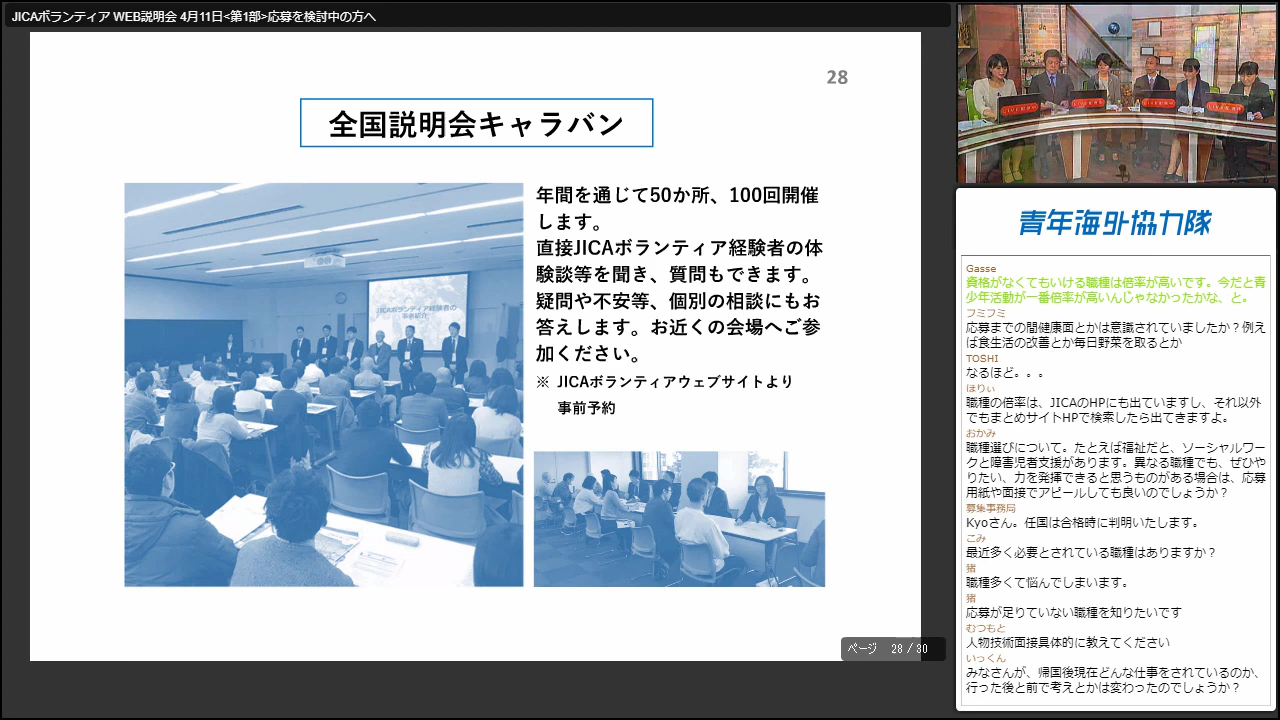 JICAボランティア WEB説明会 4月11日<第1部>応募を検討中の方へ
28
全国説明会キャラバン
年間を通じて50か所、100回開催
します。
直接JICAボランティア経験者の体
験談等を聞き、質問もできます。
疑問や不安等、個別の相談にもお
答えします。お近くの会場へご参
加ください。
※ JICAボランティアウェブサイトより
事前予約
JICAボランティア経験者の
事例紹介
ページ 28 / 30
青年海外協力隊
Gasse
資格がなくてもいける職種は倍率が高いです。今だと青
少年活動が一番倍率が高いんじゃなかったかな、と。
フミフミ
応募までの間健康面とかは意識されていましたか？例え
ば食生活の改善とか毎日野菜を取るとか
TOSHI
なるほど。。。
ほりぃ
職種の倍率は、JICAのHPにも出ていますし、それ以外
でもまとめサイトHPで検索したら出てきますよ。
おかみ
職種選びについて。たとえば福祉だと、ソーシャルワー
クと障害児者支援があります。異なる職種でも、ぜひや
りたい、力を発揮できると思うものがある場合は、応募
用紙や面接でアピールしても良いのでしょうか？
募集事務局
Kyoさん。任国は合格時に判明いたします。
こみ
最近多く必要とされている職種はありますか？
猪
職種多くて悩んでしまいます。
猪
応募が足りていない職種を知りたいです
むつもと
人物技術面接具体的に教えてください
いっくん
みなさんが、帰国後現在どんな仕事をされているのか、
行った後と前で考えとかは変わったのでしょうか？